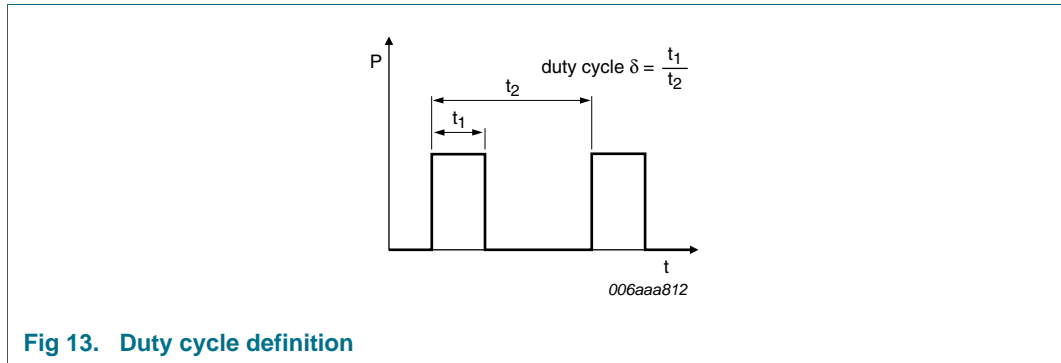 P
duty cycle δ = t1
t2
t2
t1
t
006aaa812
Fig 13. Duty cycle definition